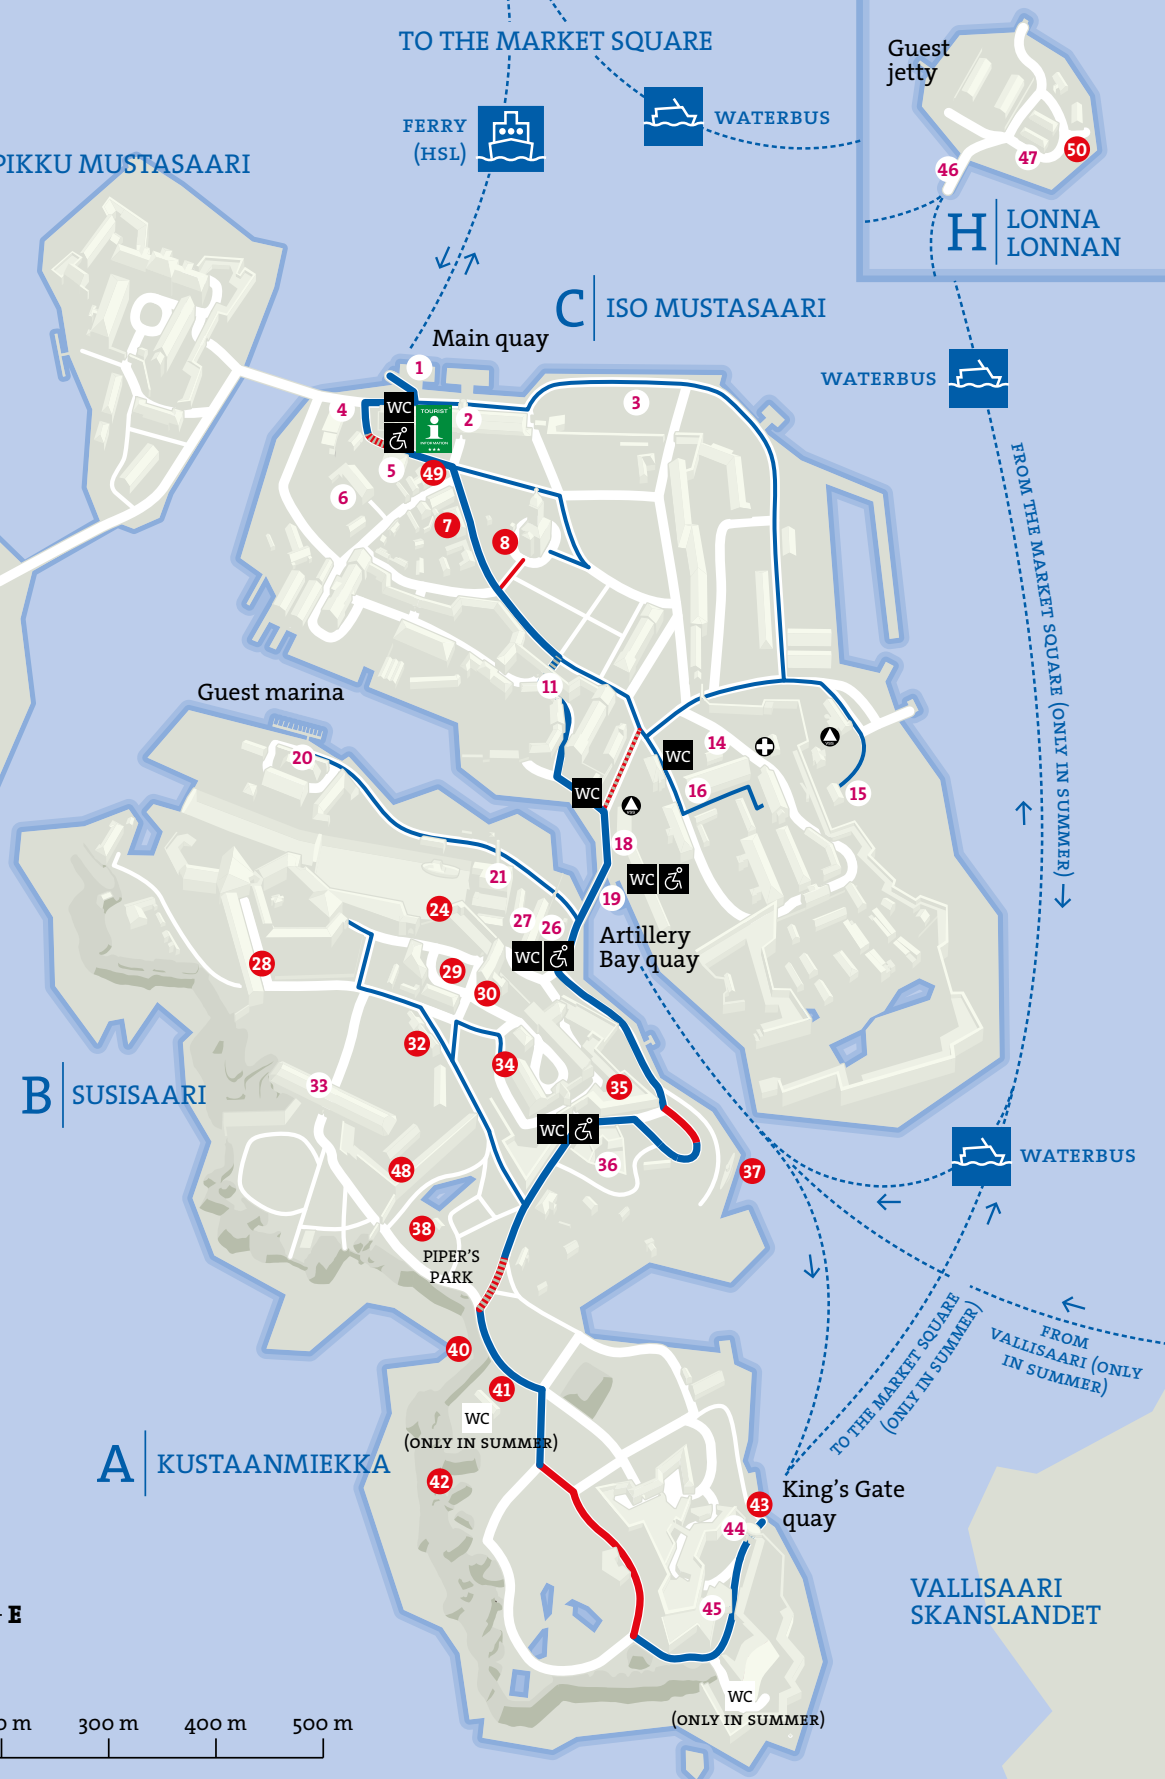 TO THE MARKET SQUARE
Guest
jetty
FERRY
(HSL)
WATERBUS
PIKKU MUSTASAARI
46
47
50
H
LONNA
LONNAN
C
ISO MUSTASAARI
Main quay
1
WATERBUS
4
WC
TOURIST
i
INFORMATION
2
3
5
49
6
7
8
FROM THE MARKET SQUARE (ONLY IN SUMMER)
Guest marina
11
20
14
WC
WC
16
15
18
21
WC
19
24
27
26
Artillery
Bay quay
WC
28
29
30
32
34
33
35
B
SUSISAARI
WC
36
37
WATERBUS
48
38
PIPER'S
PARK
40
41
WC
(ONLY IN SUMMER)
TO THE MARKET SQUARE
(ONLY IN SUMMER)
FROM
VALLISAARI (ONLY
IN SUMMER)
A
KUSTAANMIEKKA
42
43
King's Gate
quay
44
45
VALLISAARI
SKANSLANDET
E
WC
(ONLY IN SUMMER)
0 m
300 m
400 m
500 m